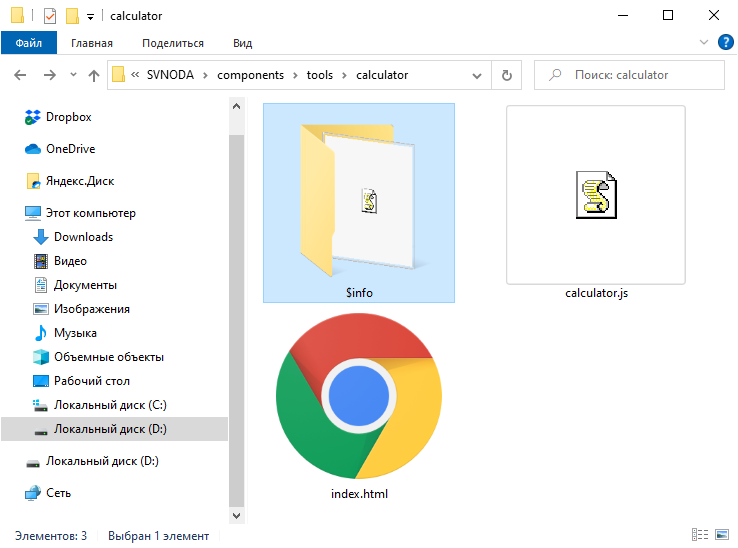 calculator
Файл Главная Поделиться Вид
« SVNODA › components › tools › calculator
Поиск: calculator
Dropbox
OneDrive
Яндекс.Диск
Этот компьютер
Downloads
Видео
Документы
Изображения
Музыка
Объемные объекты
Рабочий стол
Локальный диск (C:)
Локальный диск (D:)
Локальный диск (D:)
Сеть
$info
calculator.js
index.html
Элементов: 3 Выбран 1 элемент